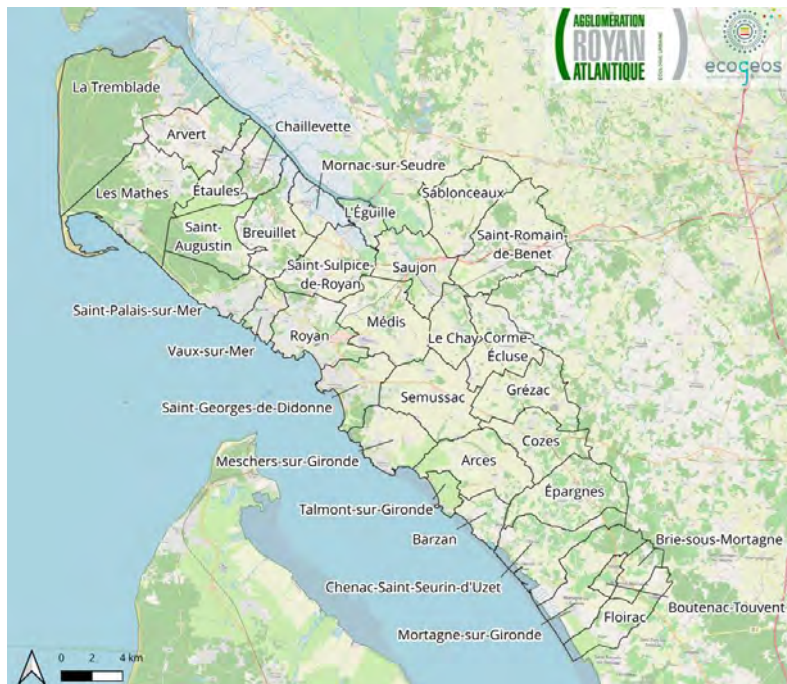 AGGLOMÉRATION
ROYAN
ATLANTIQUE
ecogeos
La Tremblade
Chaillevette
Arvert
Mornac-sur-Seudre
Les Mathes
Étaules
Sablonceaux
L'Éguille
Saint-
Augustin
Breuillet
Saint-Romain-
de-Benet
Saint-Sulpice-
de-Royan
Saujon
Saint-Palais-sur-Mer
Médis
Royan
Le Chay
Corme-
Écluse
Vaux-sur-Mer
Semussac
Grézac
Saint-Georges-de-Didonne
Cozes
Meschers-sur-Gironde
Arces
Épargnes
Talmont-sur-Gironde
Barzan
Brie-sous-Mortagne
Chenac-Saint-Seurin-d'Uzet
Boutenac-Touvent
Floirac
Mortagne-sur-Gironde
0 2 4 km